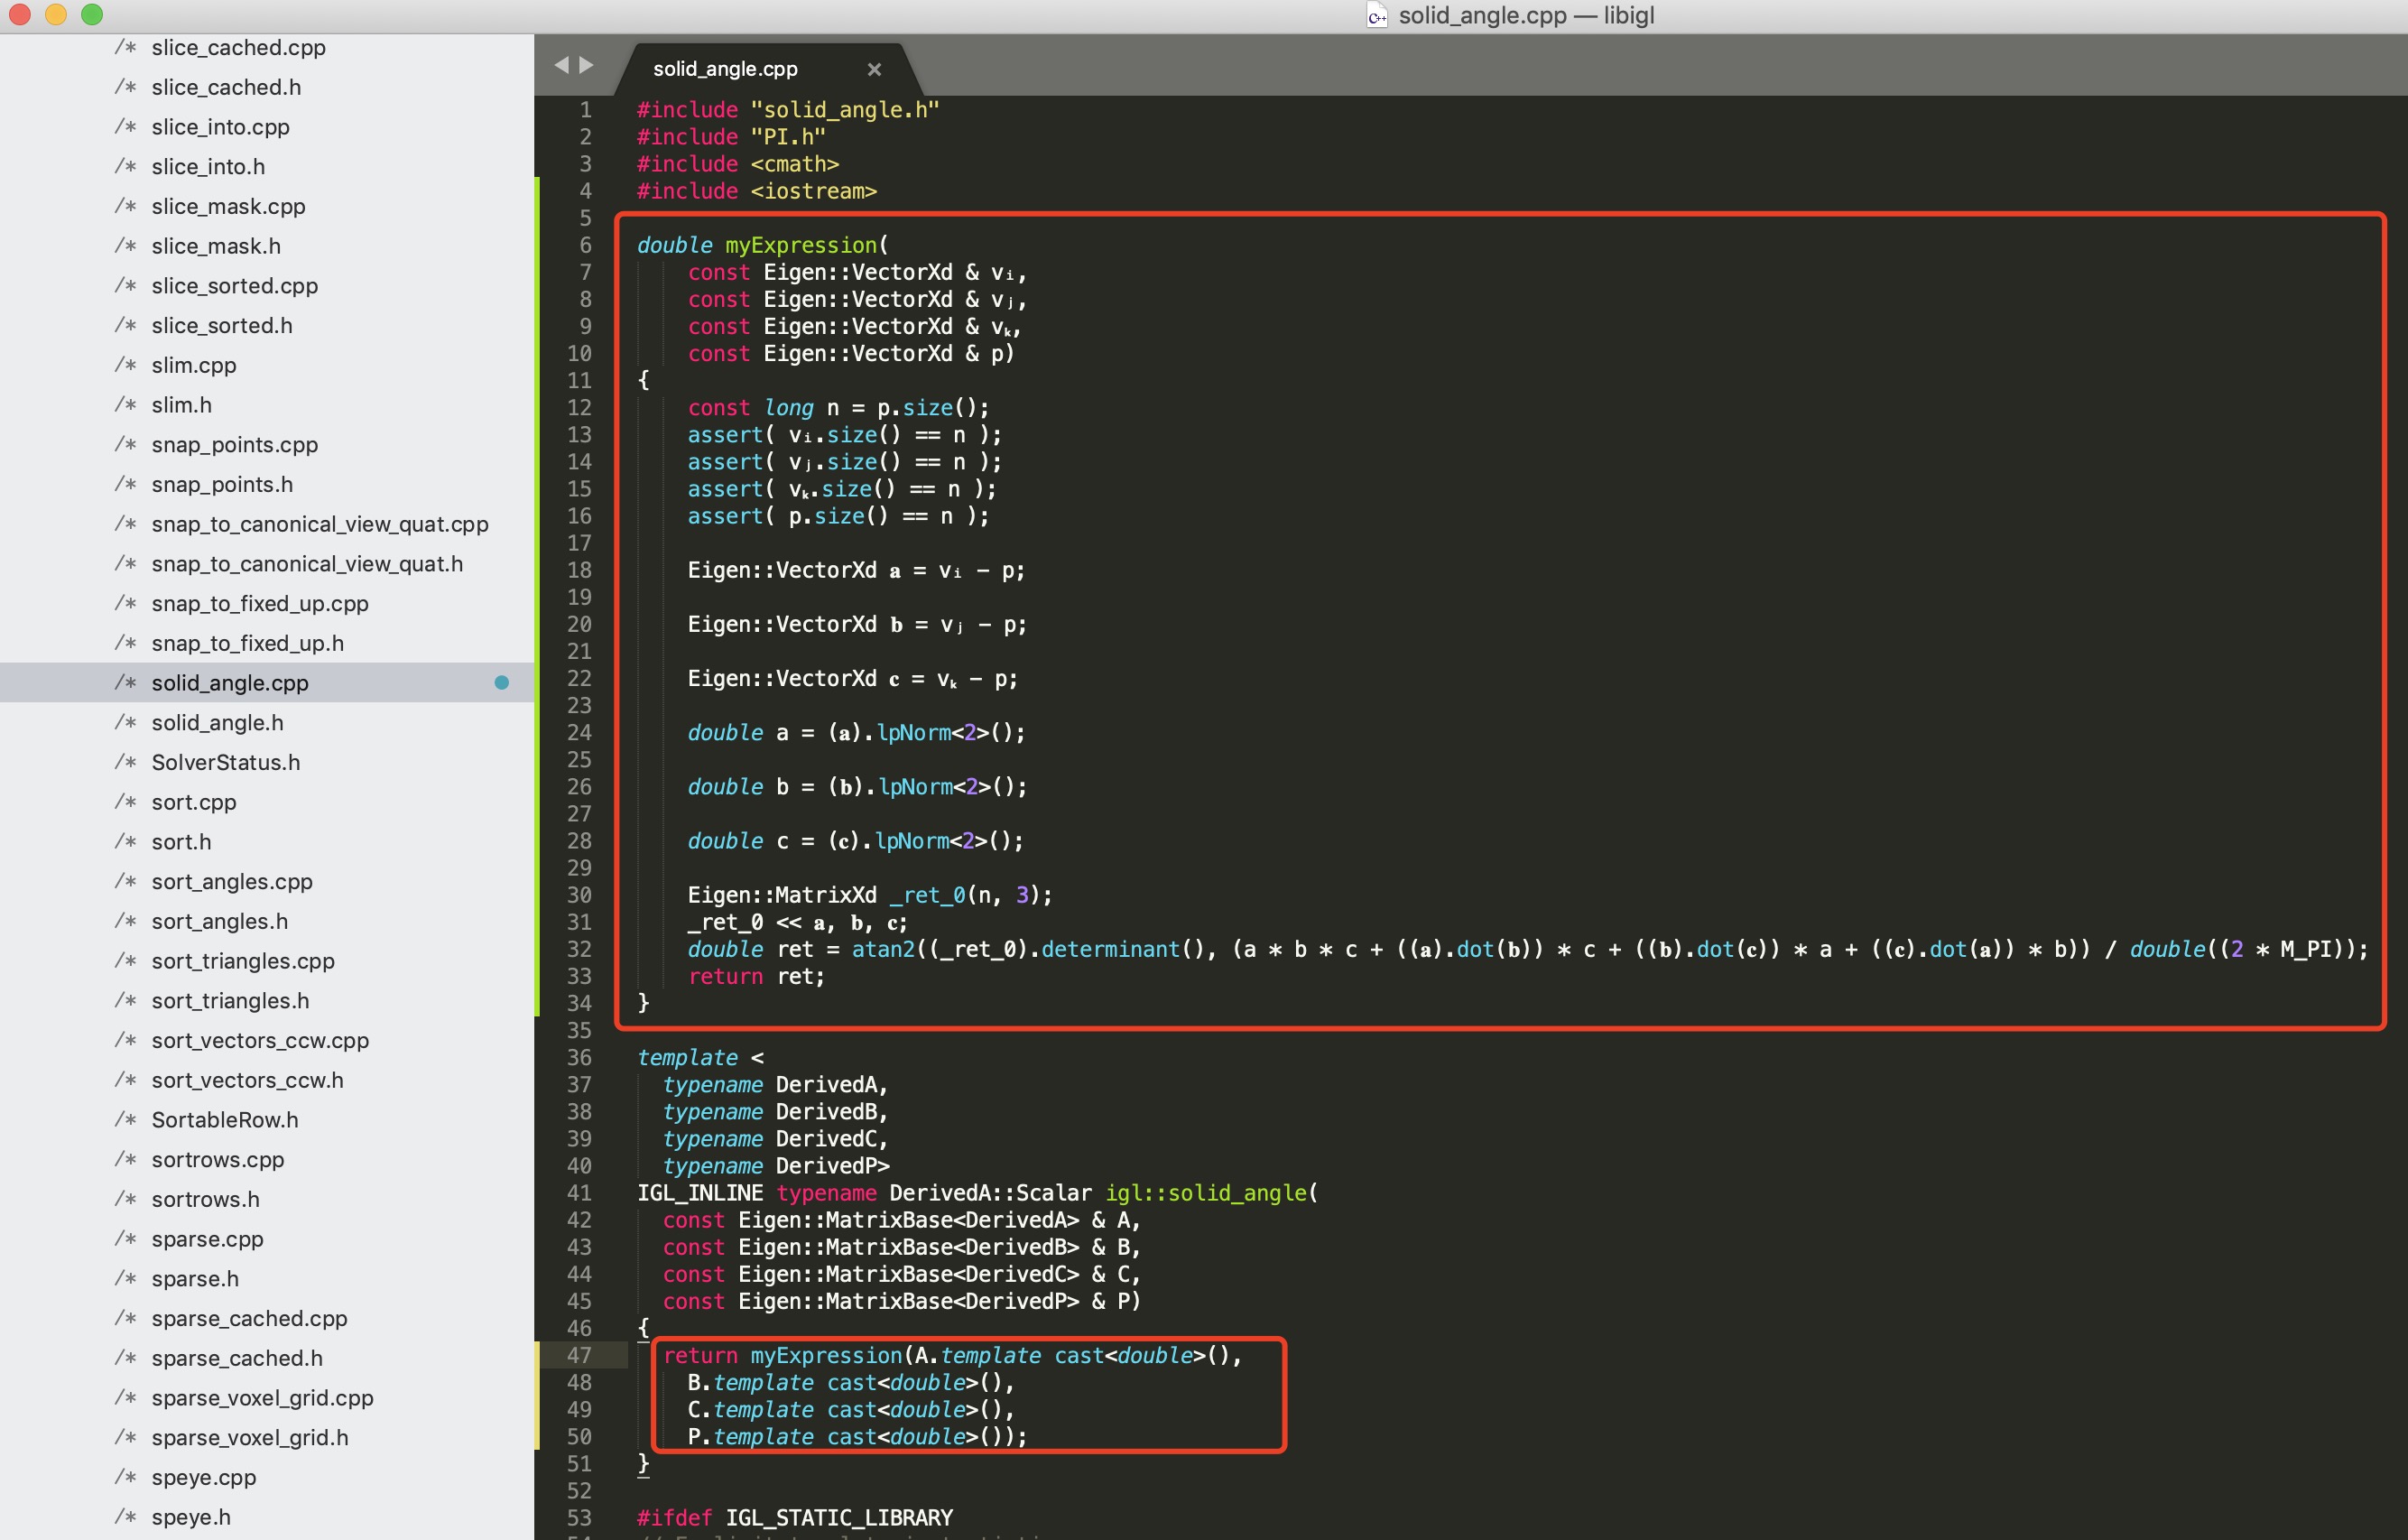 solid_angle.cpp — libigl
/* slice_cached.cpp
/* slice_cached.h
/* slice_into.cpp
/* slice_into.h
/* slice_mask.cpp
/* slice_mask.h
/* slice_sorted.cpp
/* slice_sorted.h
/* slim.cpp
/* slim.h
/* snap_points.cpp
/* snap_points.h
/* snap_to_canonical_view_quat.cpp
/* snap_to_canonical_view_quat.h
/* snap_to_fixed_up.cpp
/* snap_to_fixed_up.h
/* solid_angle.cpp
/* solid_angle.h
/* SolverStatus.h
/* sort.cpp
/* sort.h
/* sort_angles.cpp
/* sort_angles.h
/* sort_triangles.cpp
/* sort_triangles.h
/* sort_vectors_ccw.cpp
/* sort_vectors_ccw.h
/* SortableRow.h
/* sortrows.cpp
/* sortrows.h
/* sparse.cpp
/* sparse.h
/* sparse_cached.cpp
/* sparse_cached.h
/* sparse_voxel_grid.cpp
/* sparse_voxel_grid.h
/* speye.cpp
/* speye.h
solid_angle.cpp ×
1 #include "solid_angle.h"
2 #include "PI.h"
3 #include <cmath>
4 #include <iostream>
5
6 double myExpression(
7 const Eigen::VectorXd & vᵢ,
8 const Eigen::VectorXd & vⱼ,
9 const Eigen::VectorXd & vₖ,
10 const Eigen::VectorXd & p)
11 {
12 const long n = p.size();
13 assert( vᵢ.size() == n );
14 assert( vⱼ.size() == n );
15 assert( vₖ.size() == n );
16 assert( p.size() == n );
17
18 Eigen::VectorXd 𝐚 = vᵢ - p;
19
20 Eigen::VectorXd 𝐛 = vⱼ - p;
21
22 Eigen::VectorXd 𝐜 = vₖ - p;
23
24 double a = (𝐚).lpNorm<2>();
25
26 double b = (𝐛).lpNorm<2>();
27
28 double c = (𝐜).lpNorm<2>();
29
30 Eigen::MatrixXd _ret_0(n, 3);
31 _ret_0 << 𝐚, 𝐛, 𝐜;
32 double ret = atan2((_ret_0).determinant(), (a * b * c + ((𝐚).dot(𝐛)) * c + ((𝐛).dot(𝐜)) * a + ((𝐜).dot(𝐚)) * b)) / double((2 * M_PI));
33 return ret;
34 }
35
36 template <
37 typename DerivedA,
38 typename DerivedB,
39 typename DerivedC,
40 typename DerivedP>
41 IGL_INLINE typename DerivedA::Scalar igl::solid_angle(
42 const Eigen::MatrixBase<DerivedA> & A,
43 const Eigen::MatrixBase<DerivedB> & B,
44 const Eigen::MatrixBase<DerivedC> & C,
45 const Eigen::MatrixBase<DerivedP> & P)
46 {
47 return myExpression(A.template cast<double>(),
48 B.template cast<double>(),
49 C.template cast<double>(),
50 P.template cast<double>());
51 }
52
53 #ifdef IGL_STATIC_LIBRARY